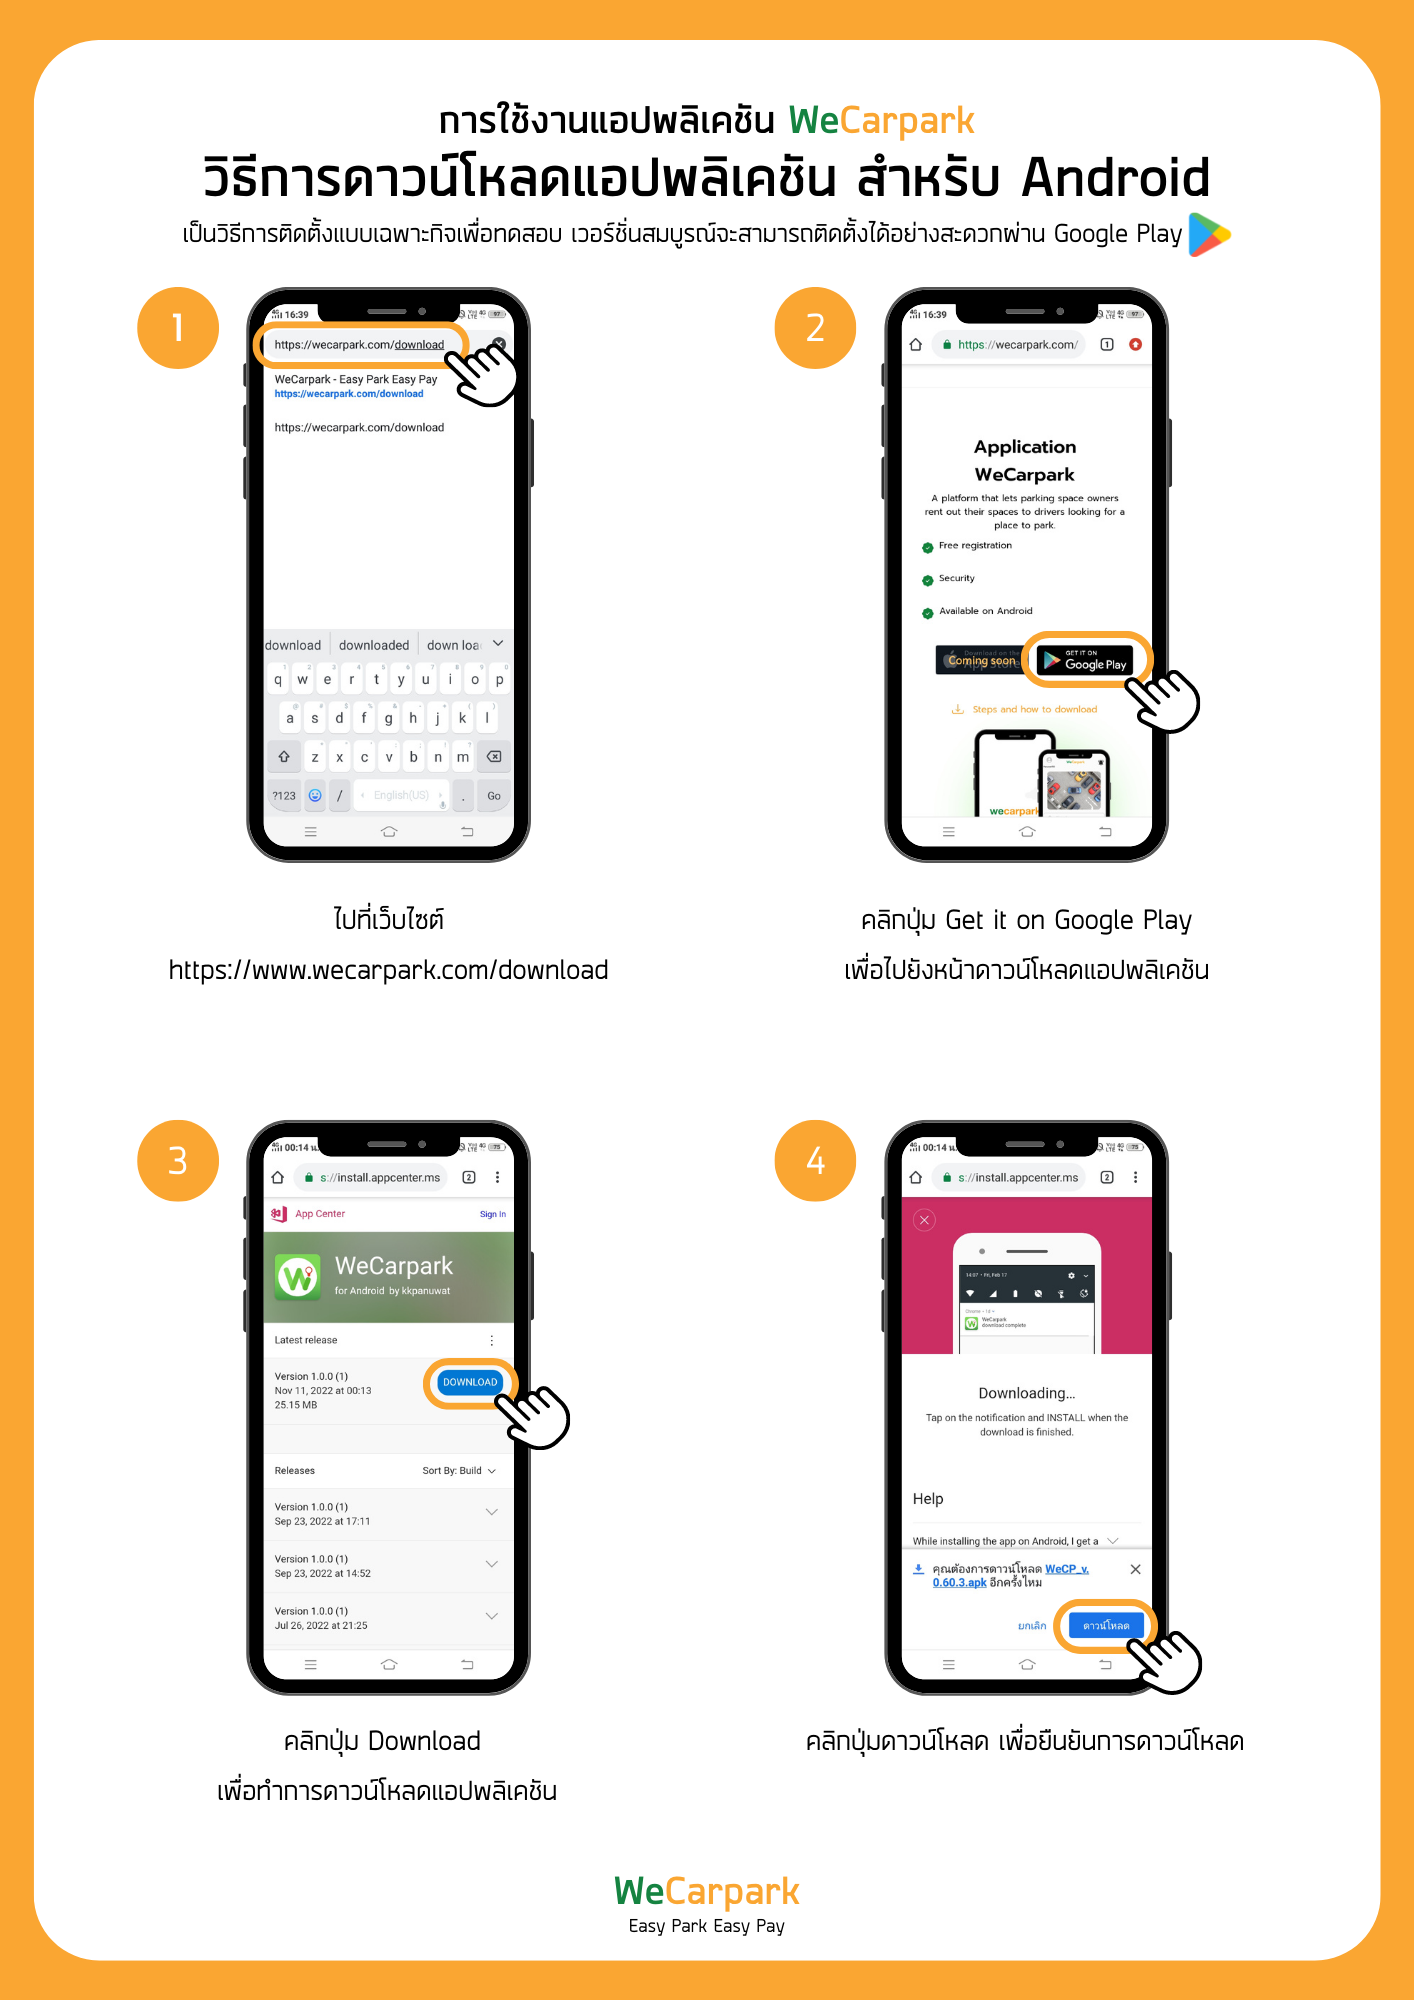 การใช้งานแอปพลิเคชัน WeCarpark
วิธีการดาวน์โหลดแอปพลิเคชัน สำหรับ Android
เป็นวิธีการติดตั้งแบบเฉพาะกิจเพื่อทดสอบ เวอร์ชั่นสมบูรณ์จะสามารถติดตั้งได้อย่างสะดวกผ่าน Google Play
1
16:39
https://wecarpark.com/download
WeCarpark - Easy Park Easy Pay
https://wecarpark.com/download
https://wecarpark.com/download
download downloaded down loa
q w e r t y u i o p
a s d f g h j k l
z x c v b n m
?123 / English(US) . Go
ไปที่เว็บไซต์
https://www.wecarpark.com/download
2
16:39
https://wecarpark.com/ 1
Application
WeCarpark
A platform that lets parking space owners
rent out their spaces to drivers looking for a
place to park.
Free registration
Security
Available on Android
Download on the
App Store
Coming soon
GET IT ON
Google Play
Steps and how to download
wecarpark
WeCarpark
คลิกปุ่ม Get it on Google Play
เพื่อไปยังหน้าดาวน์โหลดแอปพลิเคชัน
3
00:14 น.
s://install.appcenter.ms 2
App Center Sign In
WeCarpark
for Android by kkpanuwat
Latest release
Version 1.0.0 (1)
Nov 11, 2022 at 00:13
25.15 MB
DOWNLOAD
Releases Sort By: Build
Version 1.0.0 (1)
Sep 23, 2022 at 17:11
Version 1.0.0 (1)
Sep 23, 2022 at 14:52
Version 1.0.0 (1)
Jul 26, 2022 at 21:25
คลิกปุ่ม Download
เพื่อทำการดาวน์โหลดแอปพลิเคชัน
4
00:14 น.
s://install.appcenter.ms 2
14:07 • Fri, Feb 17
WeCarpark
download complete
Downloading...
Tap on the notification and INSTALL when the
download is finished.
Help
While installing the app on Android, I get a
คุณต้องการดาวน์โหลด WeCP_v.
0.60.3.apk อีกครั้งไหม
ยกเลิก ดาวน์โหลด
คลิกปุ่มดาวน์โหลด เพื่อยืนยันการดาวน์โหลด
WeCarpark
Easy Park Easy Pay